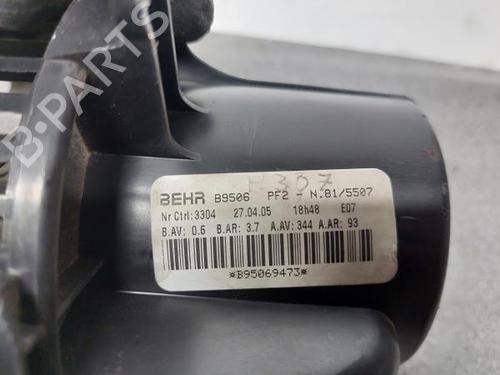 B-PARTS
P307
BEHR B9506 PF2 - N.81/5507
Nr Ctrl:3304 27.04.05 18h48 E07
B.AV: 0.6 B.AR: 3.7 A.AV: 344 A.AR: 93
*B95069473*